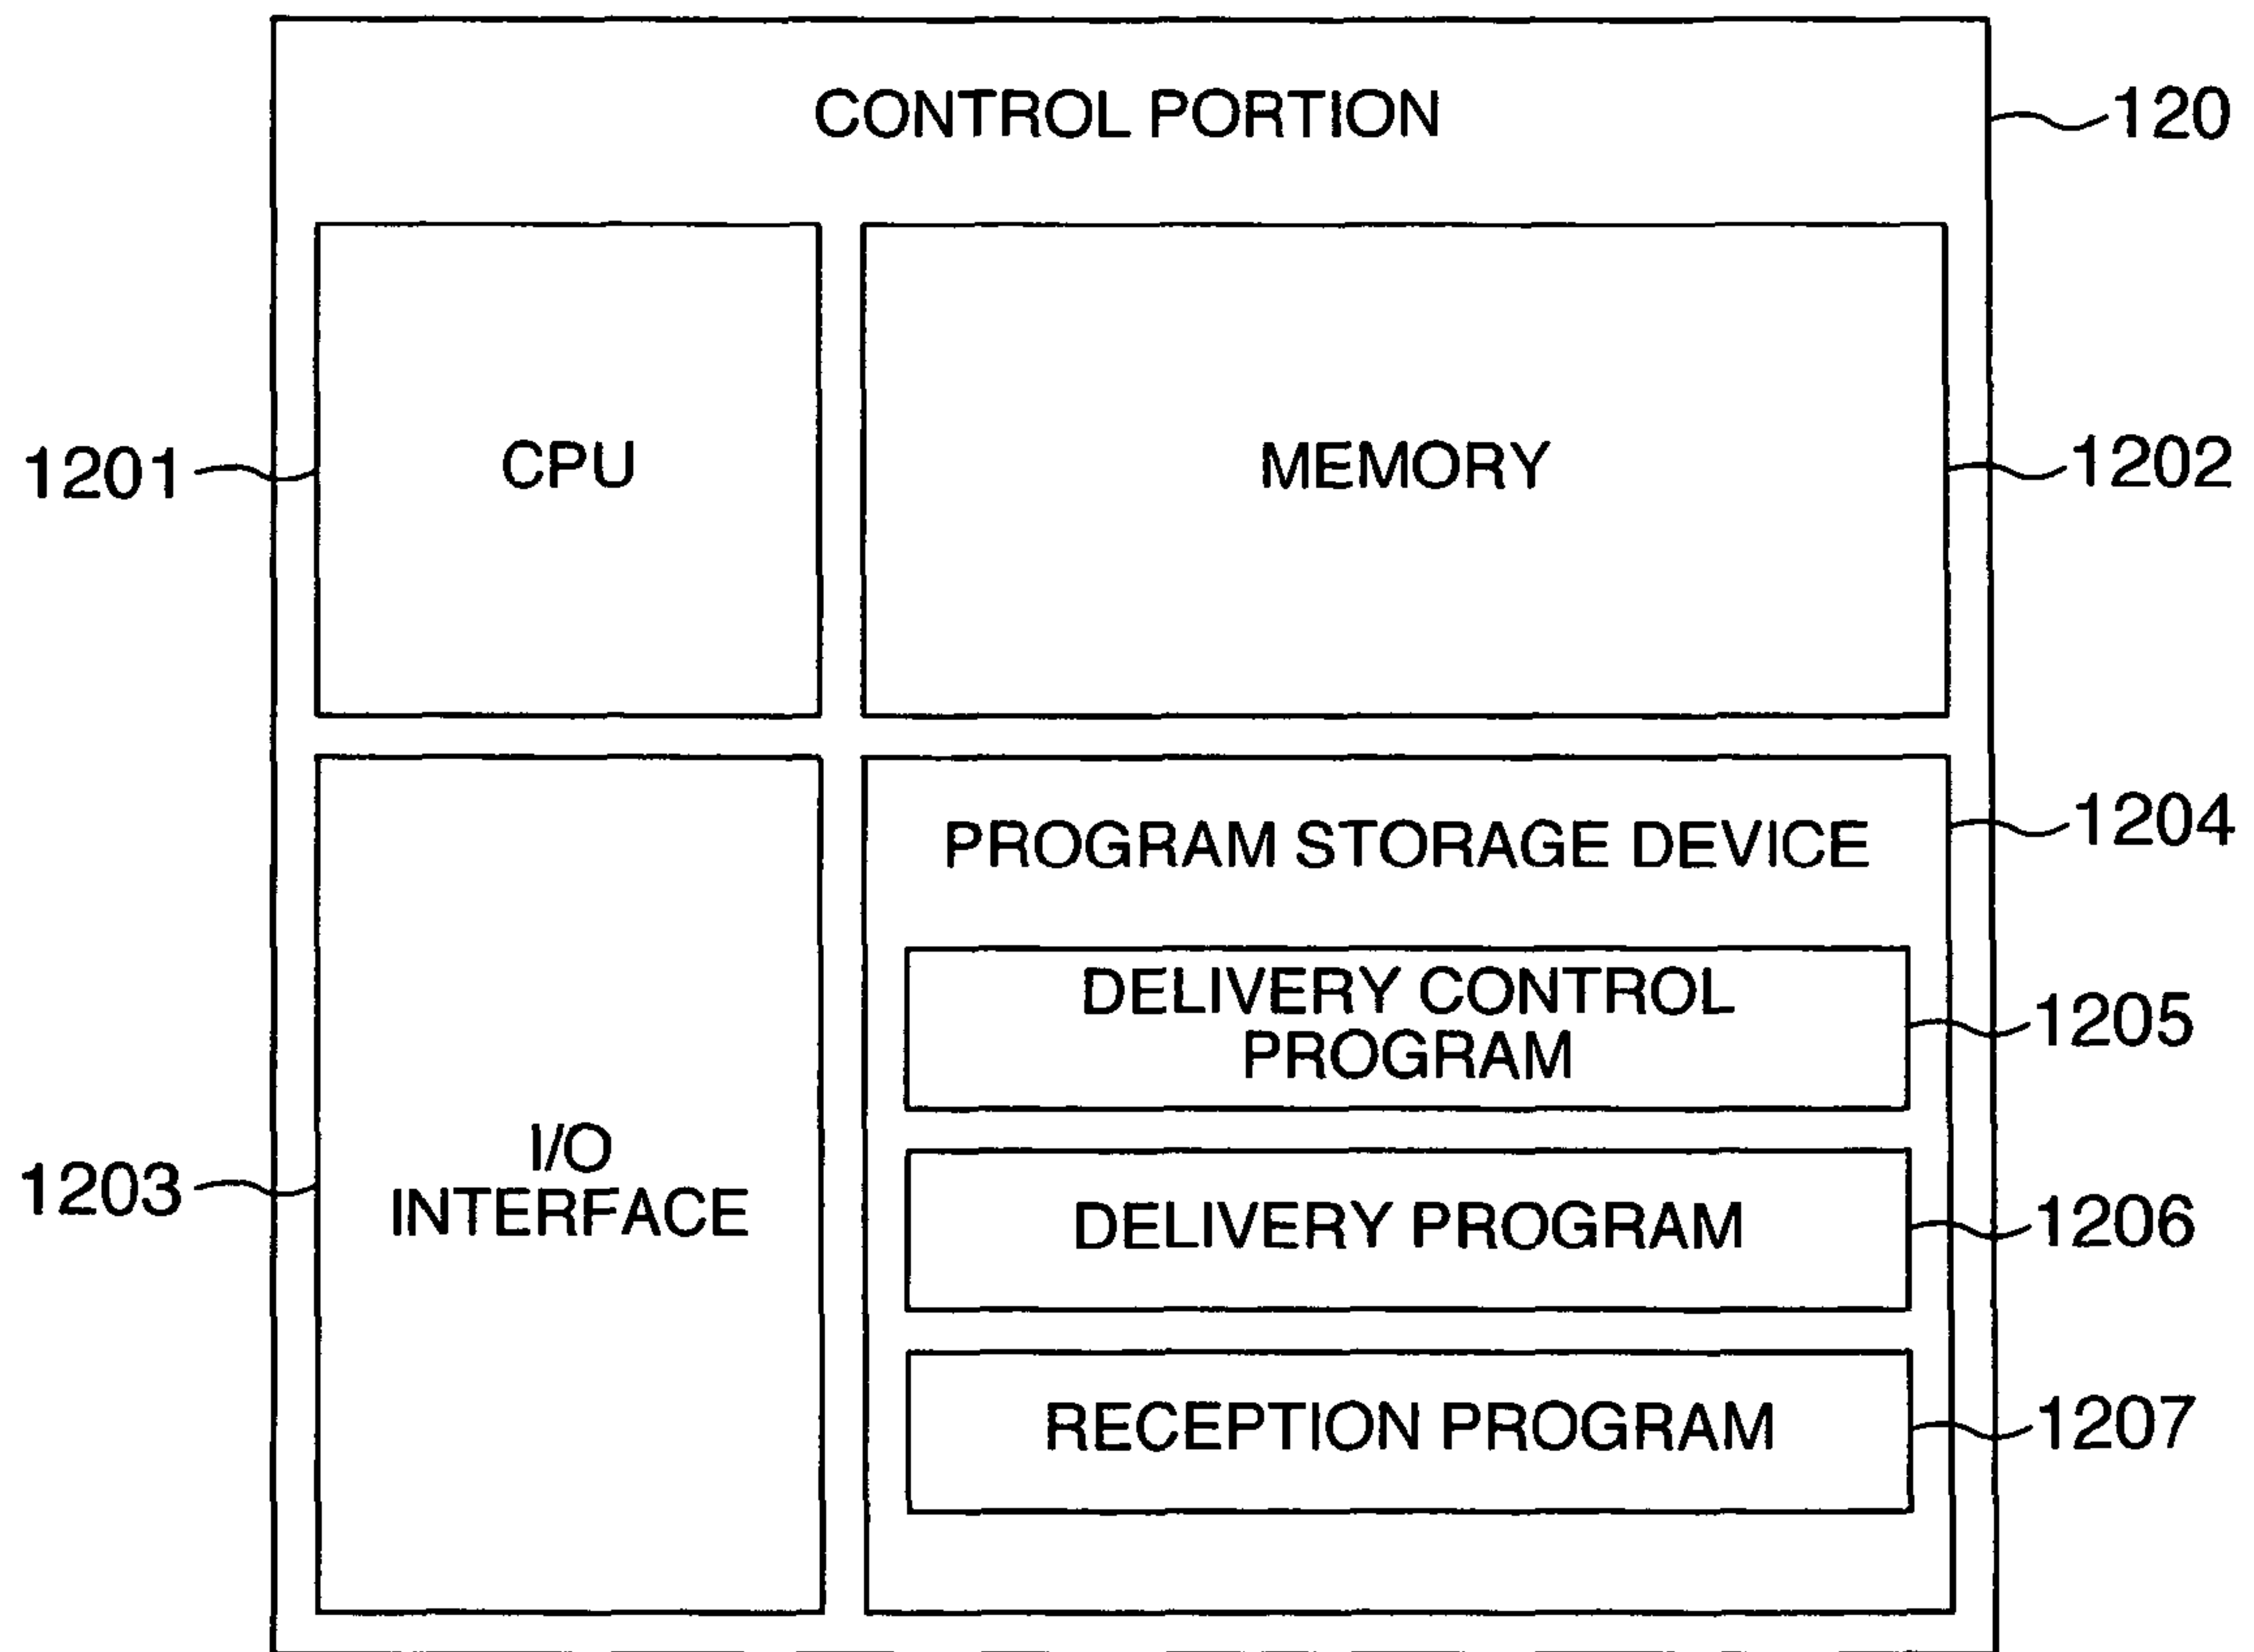 CONTROL PORTION
120
1201
CPU
MEMORY
1202
PROGRAM STORAGE DEVICE
1204
DELIVERY CONTROL
PROGRAM
1205
1203
I/O
INTERFACE
DELIVERY PROGRAM
1206
RECEPTION PROGRAM
1207